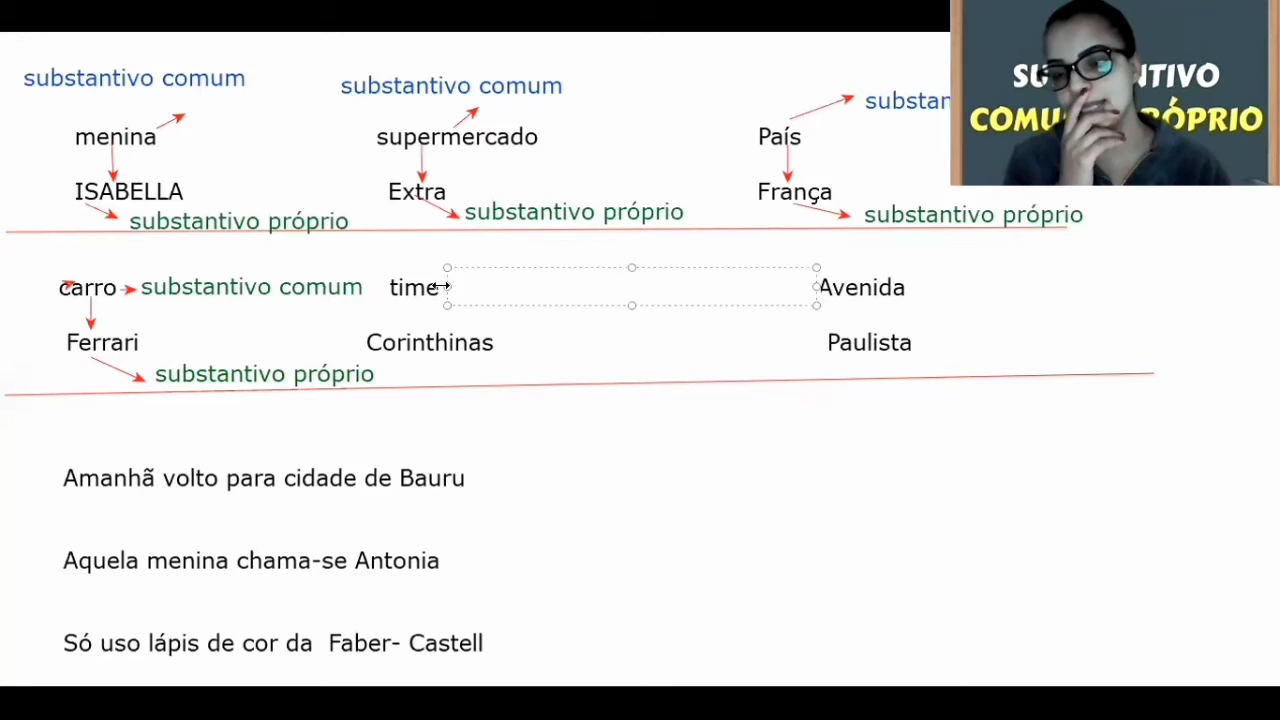 substantivo comum
substantivo comum
substan
menina
supermercado
País
ISABELLA
Extra
França
substantivo próprio
substantivo próprio
substantivo próprio
carro
substantivo comum
time
Avenida
Ferrari
Corinthinas
Paulista
substantivo próprio
Amanhã volto para cidade de Bauru
Aquela menina chama-se Antonia
Só uso lápis de cor da Faber- Castell